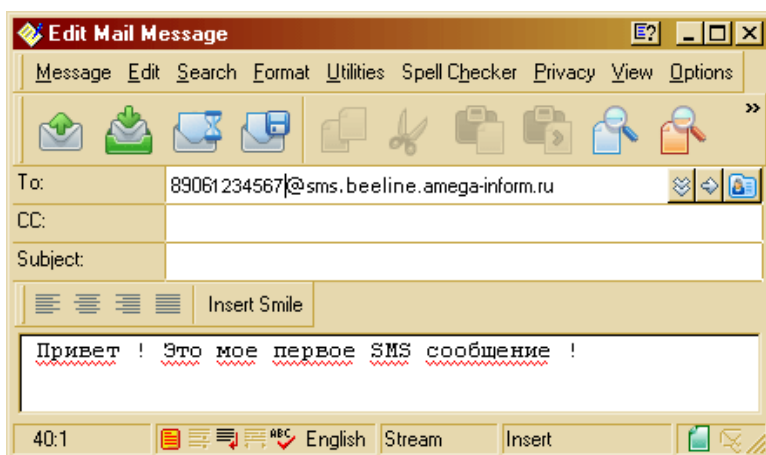 Edit Mail Message
Message Edit Search Format Utilities Spell Checker Privacy View Options
To: 89061234567@sms.beeline.amega-inform.ru
CC:
Subject:
Insert Smile
Привет ! Это мое первое SMS сообщение !
40:1 ABC English Stream Insert